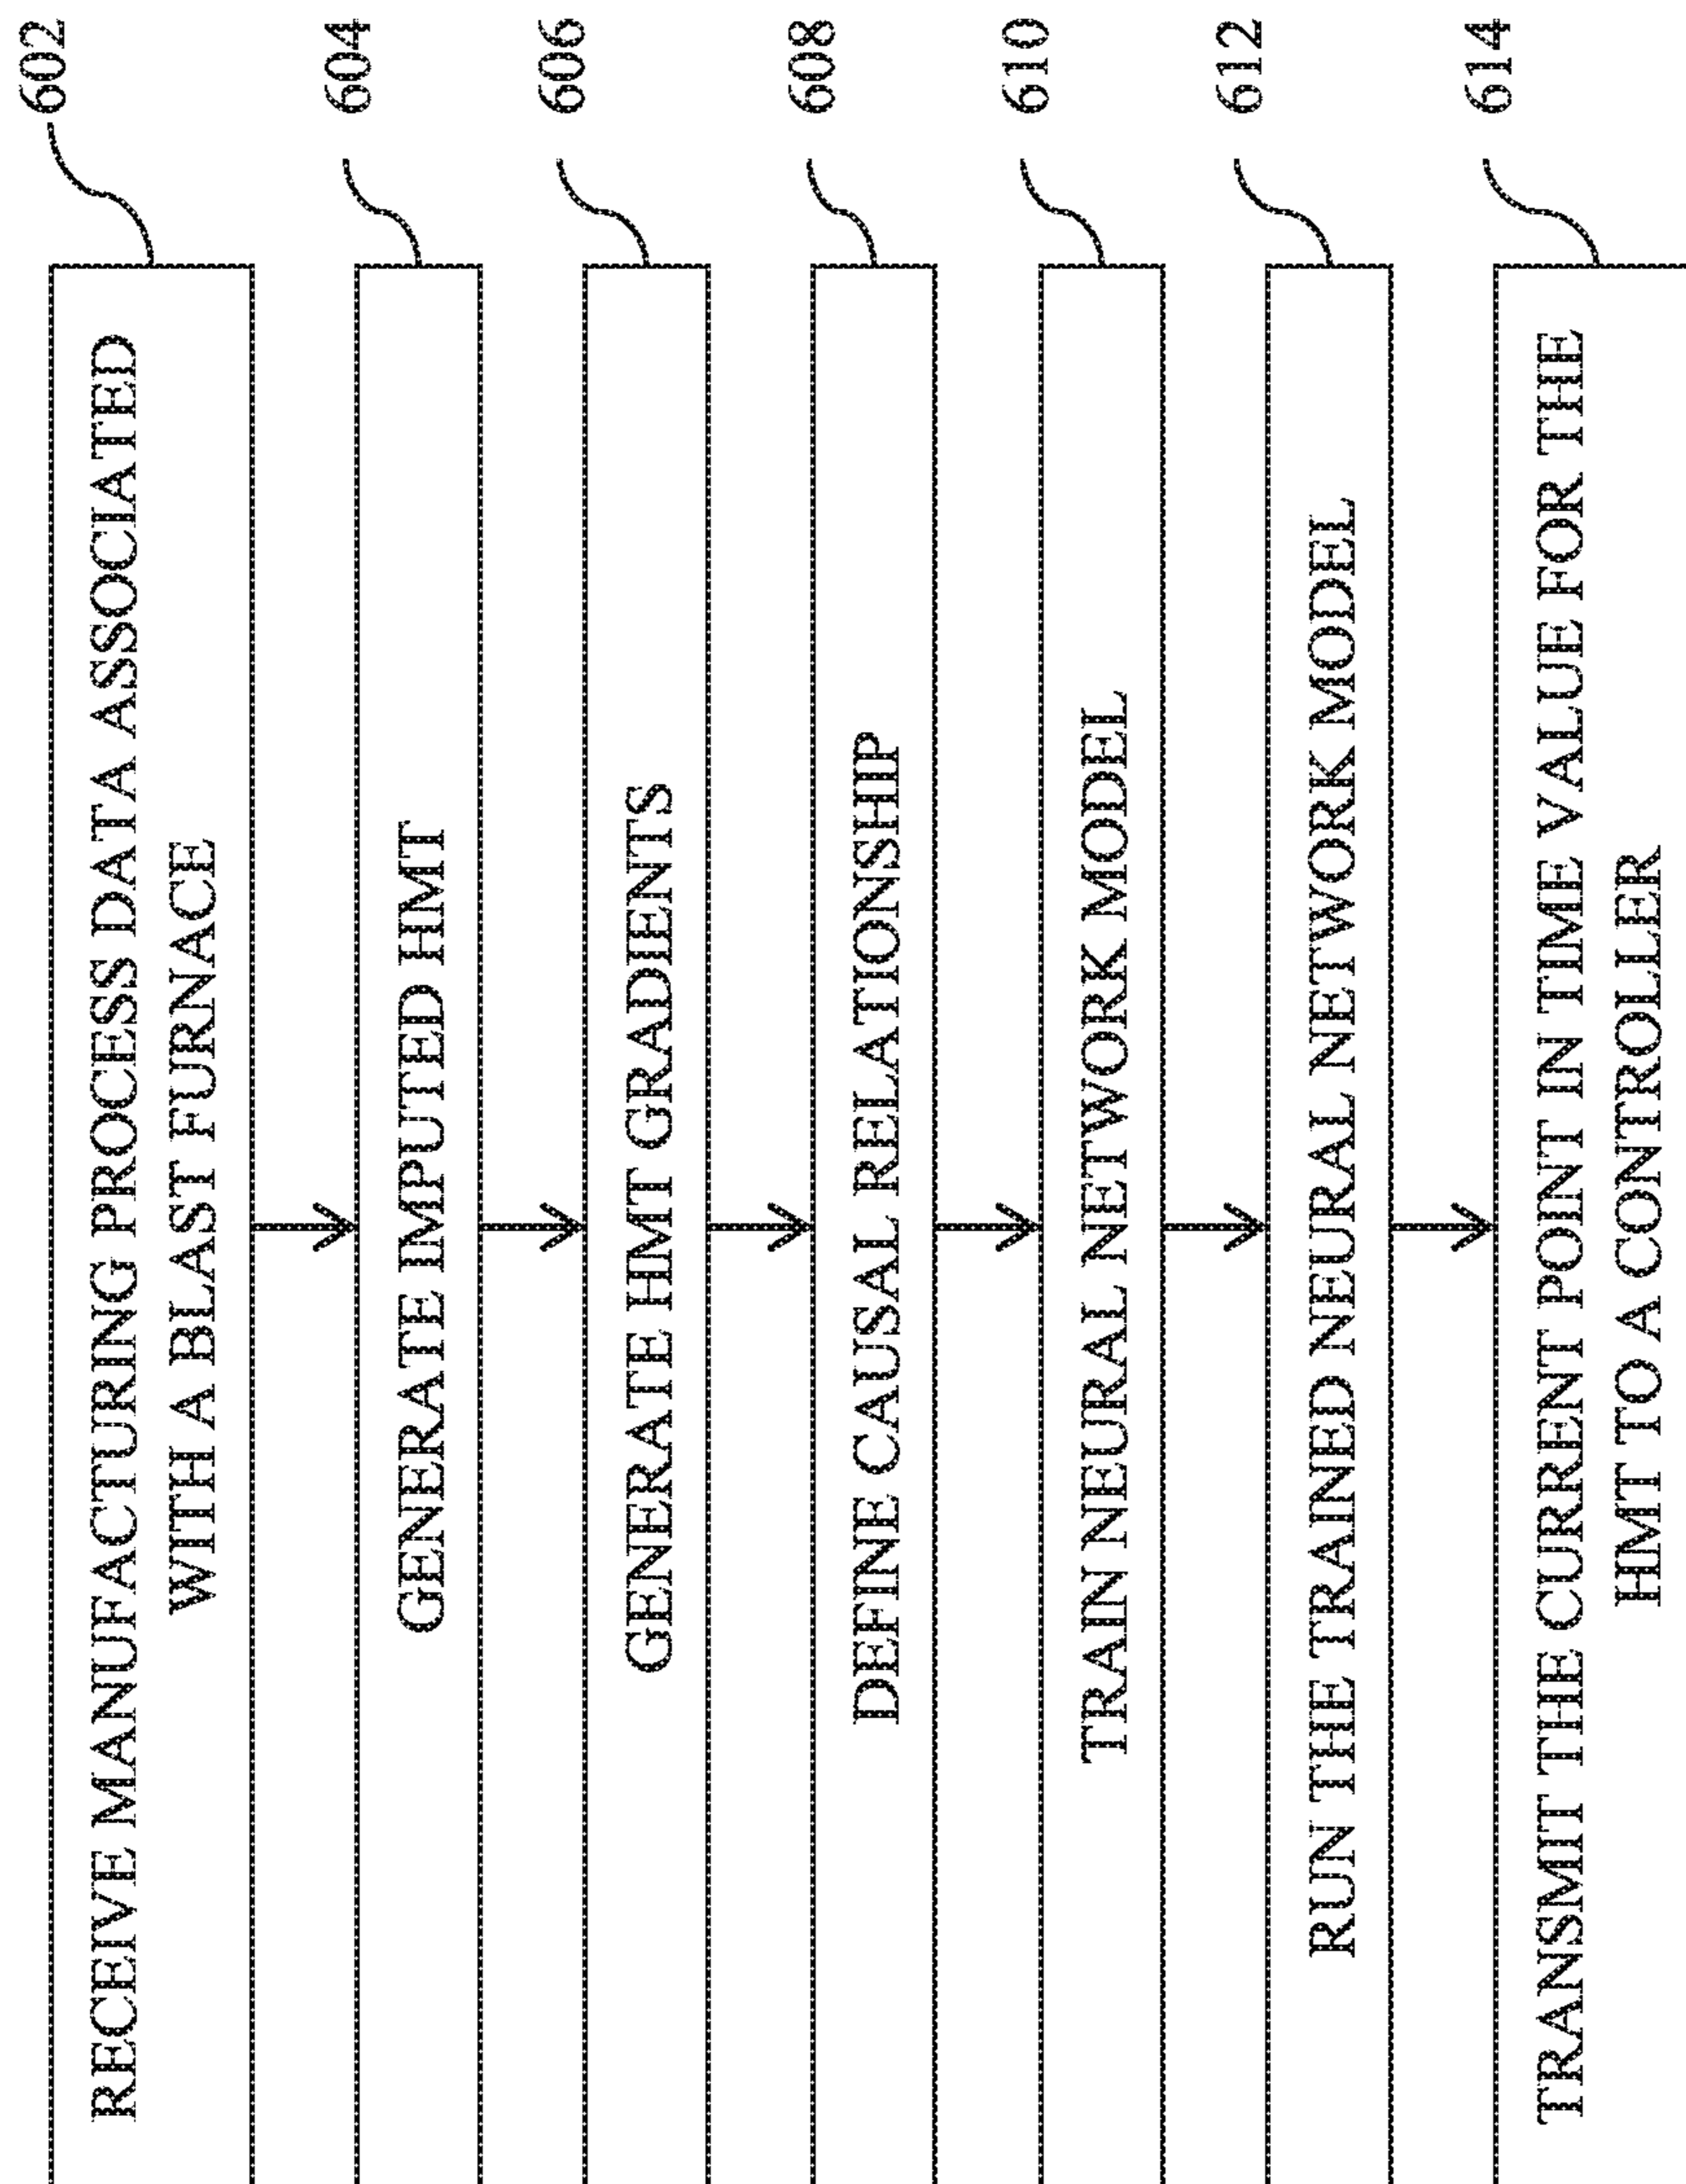 602
RECEIVE MANUFACTURING PROCESS DATA ASSOCIATED
WITH A BLAST FURNACE
604
GENERATE IMPUTED HMT
606
GENERATE HMT GRADIENTS
608
DEFINE CAUSAL RELATIONSHIP
610
TRAIN NEURAL NETWORK MODEL
612
RUN THE TRAINED NEURAL NETWORK MODEL
614
TRANSMIT THE CURRENT POINT IN TIME VALUE FOR THE
HMT TO A CONTROLLER